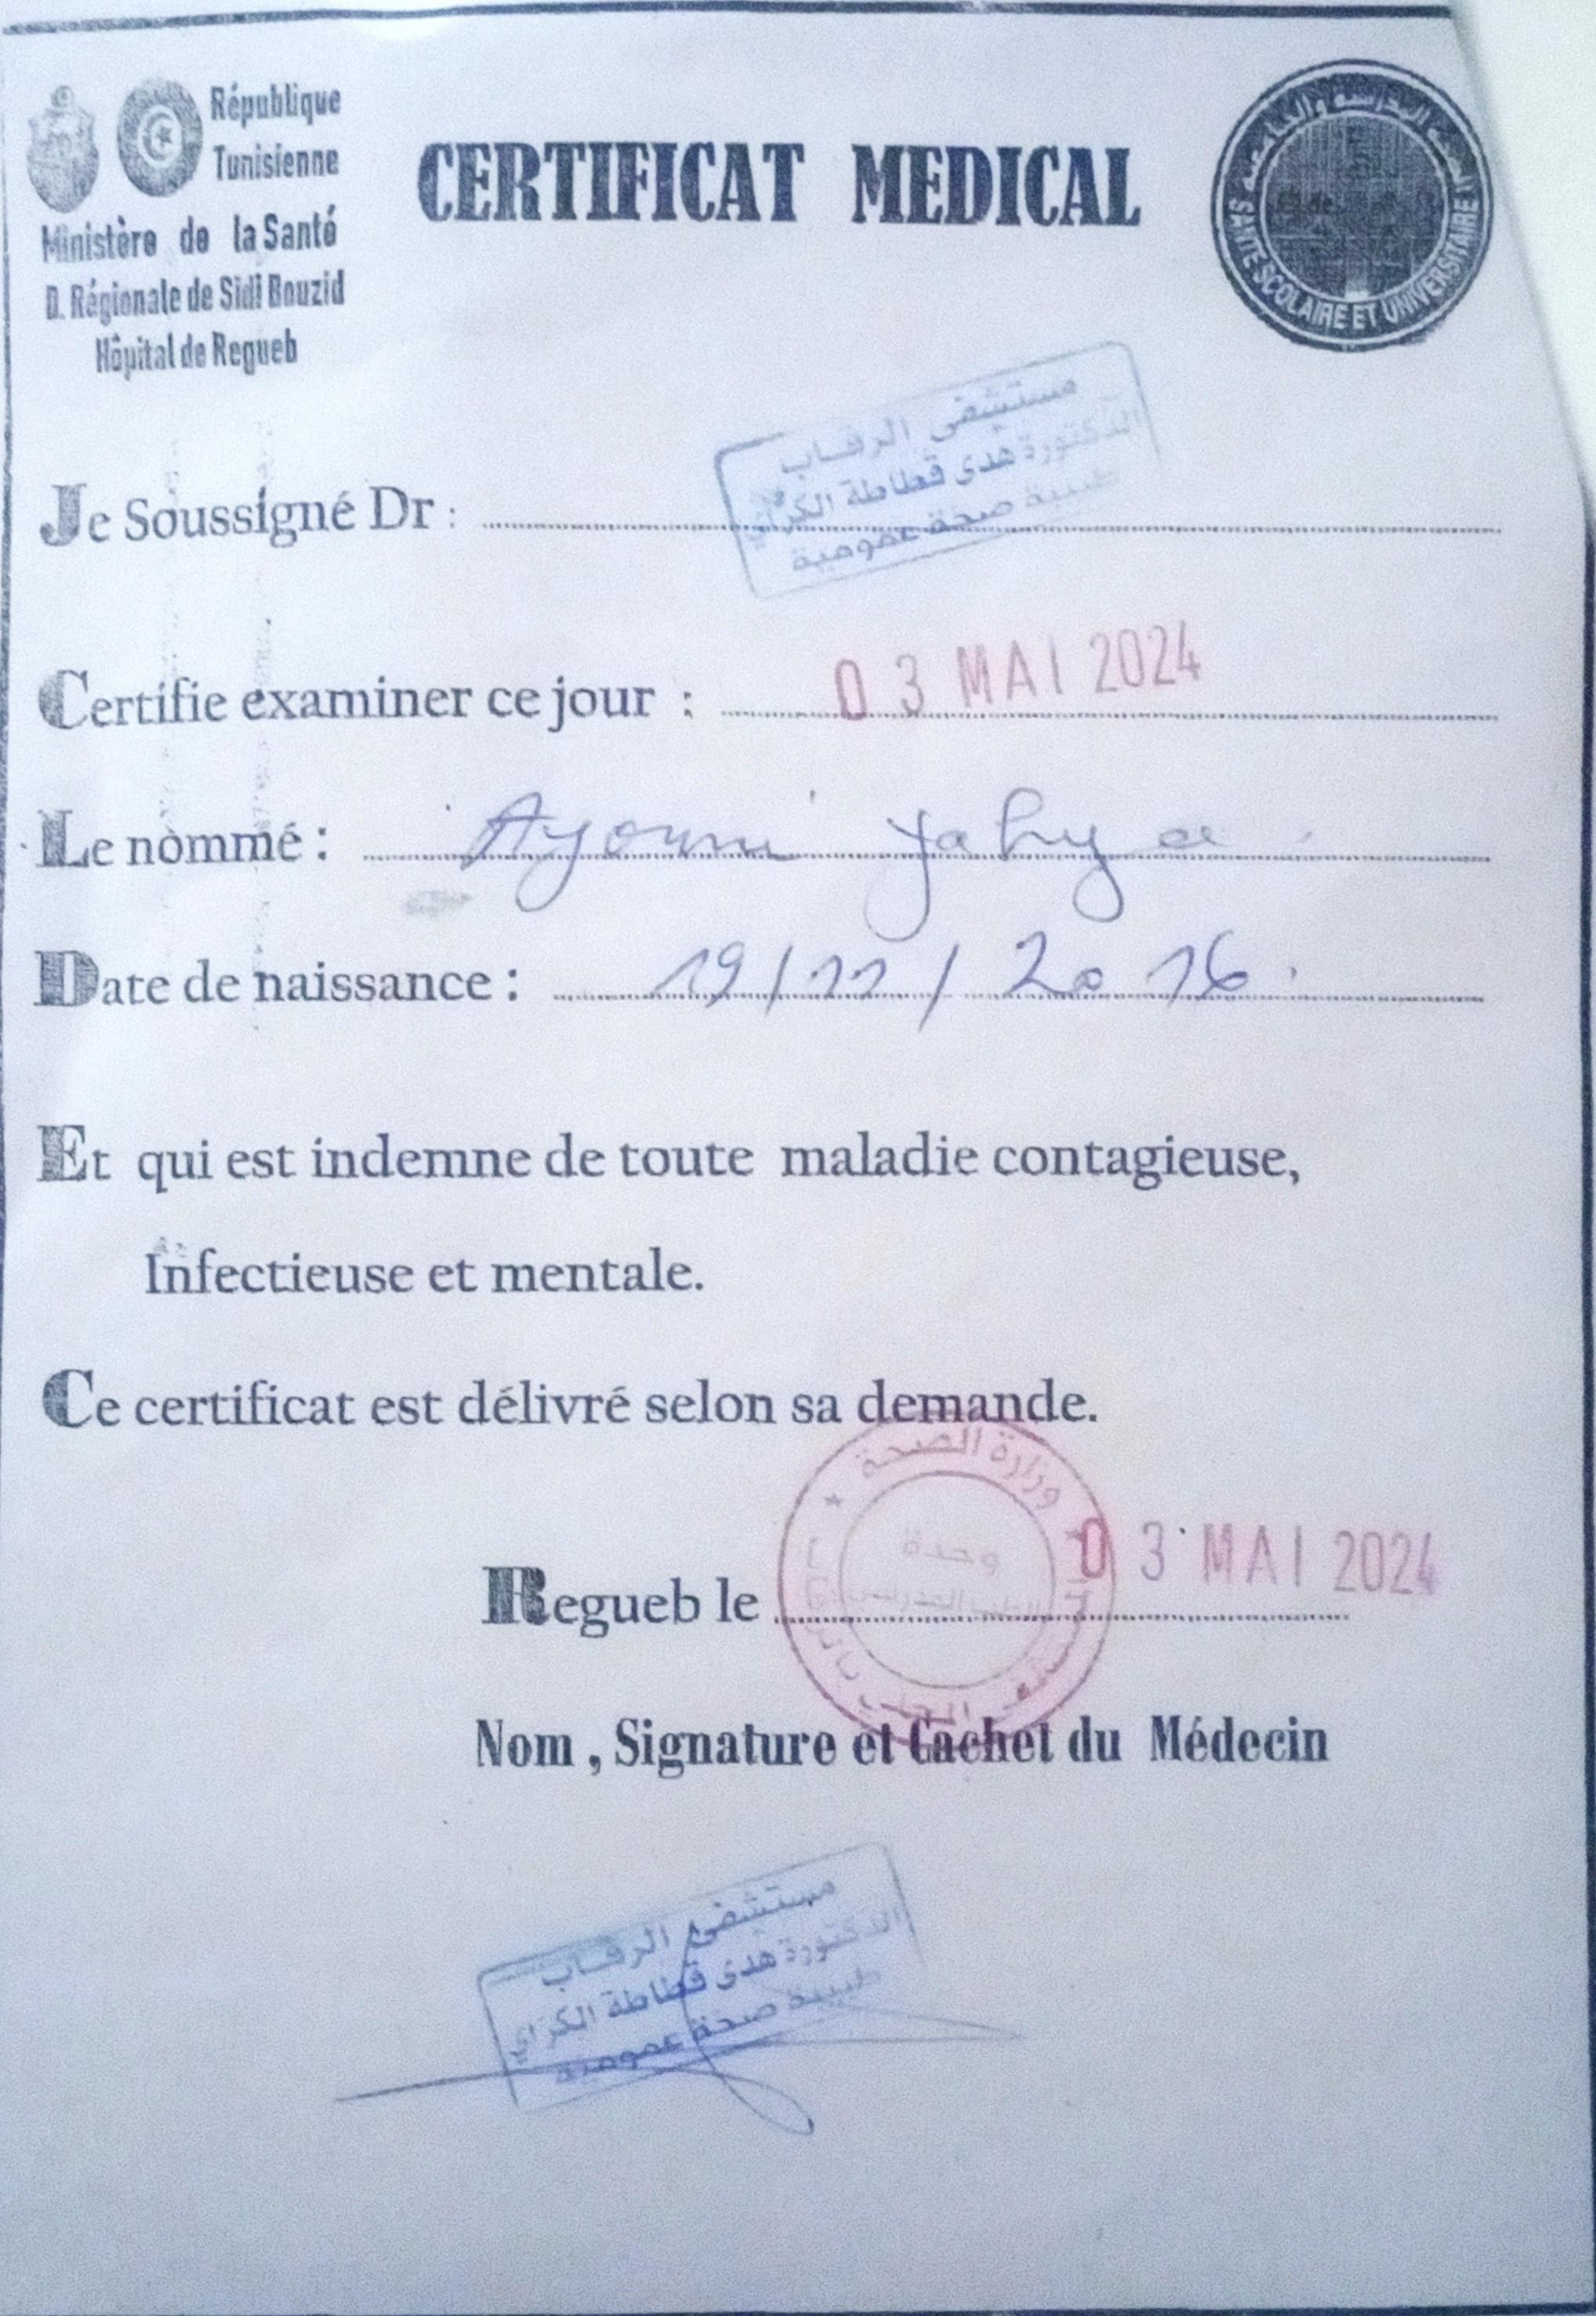 République
Tunisienne
Ministère de la Santé
D. Régionale de Sidi Bouzid
Hôpital de Regueb
CERTIFICAT MEDICAL
SANTE SCOLAIRE ET UNIVERSITAIRE
Je Soussigné Dr :
مستشفى الرقاب
الدكتورة هدى قطاطة الكراي
طبيبة صحة عمومية
Certifie examiner ce jour : 03 MAI 2024
Le nommé : Ayouni Yahya
Date de naissance : 19/11/2016
Et qui est indemne de toute maladie contagieuse,
Infectieuse et mentale.
Ce certificat est délivré selon sa demande.
وزارة الصحة
وحدة
Regueb le 03 MAI 2024
Nom , Signature et Cachet du Médecin
مستشفى الرقاب
الدكتورة هدى قطاطة الكراي
طبيبة صحة عمومية